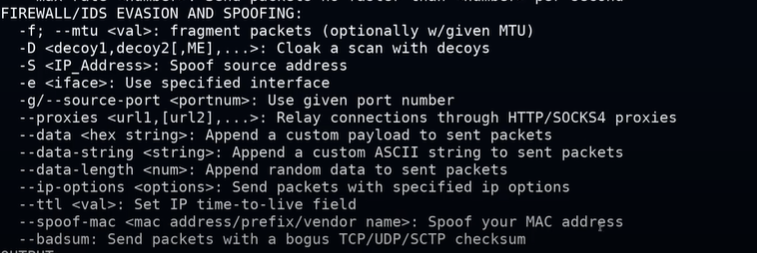 FIREWALL/IDS EVASION AND SPOOFING:
-f; --mtu <val>: fragment packets (optionally w/given MTU)
-D <decoy1,decoy2[,ME],...>: Cloak a scan with decoys
-S <IP_Address>: Spoof source address
-e <iface>: Use specified interface
-g/--source-port <portnum>: Use given port number
--proxies <url1,[url2],...>: Relay connections through HTTP/SOCKS4 proxies
--data <hex string>: Append a custom payload to sent packets
--data-string <string>: Append a custom ASCII string to sent packets
--data-length <num>: Append random data to sent packets
--ip-options <options>: Send packets with specified ip options
--ttl <val>: Set IP time-to-live field
--spoof-mac <mac address/prefix/vendor name>: Spoof your MAC address
--badsum: Send packets with a bogus TCP/UDP/SCTP checksum